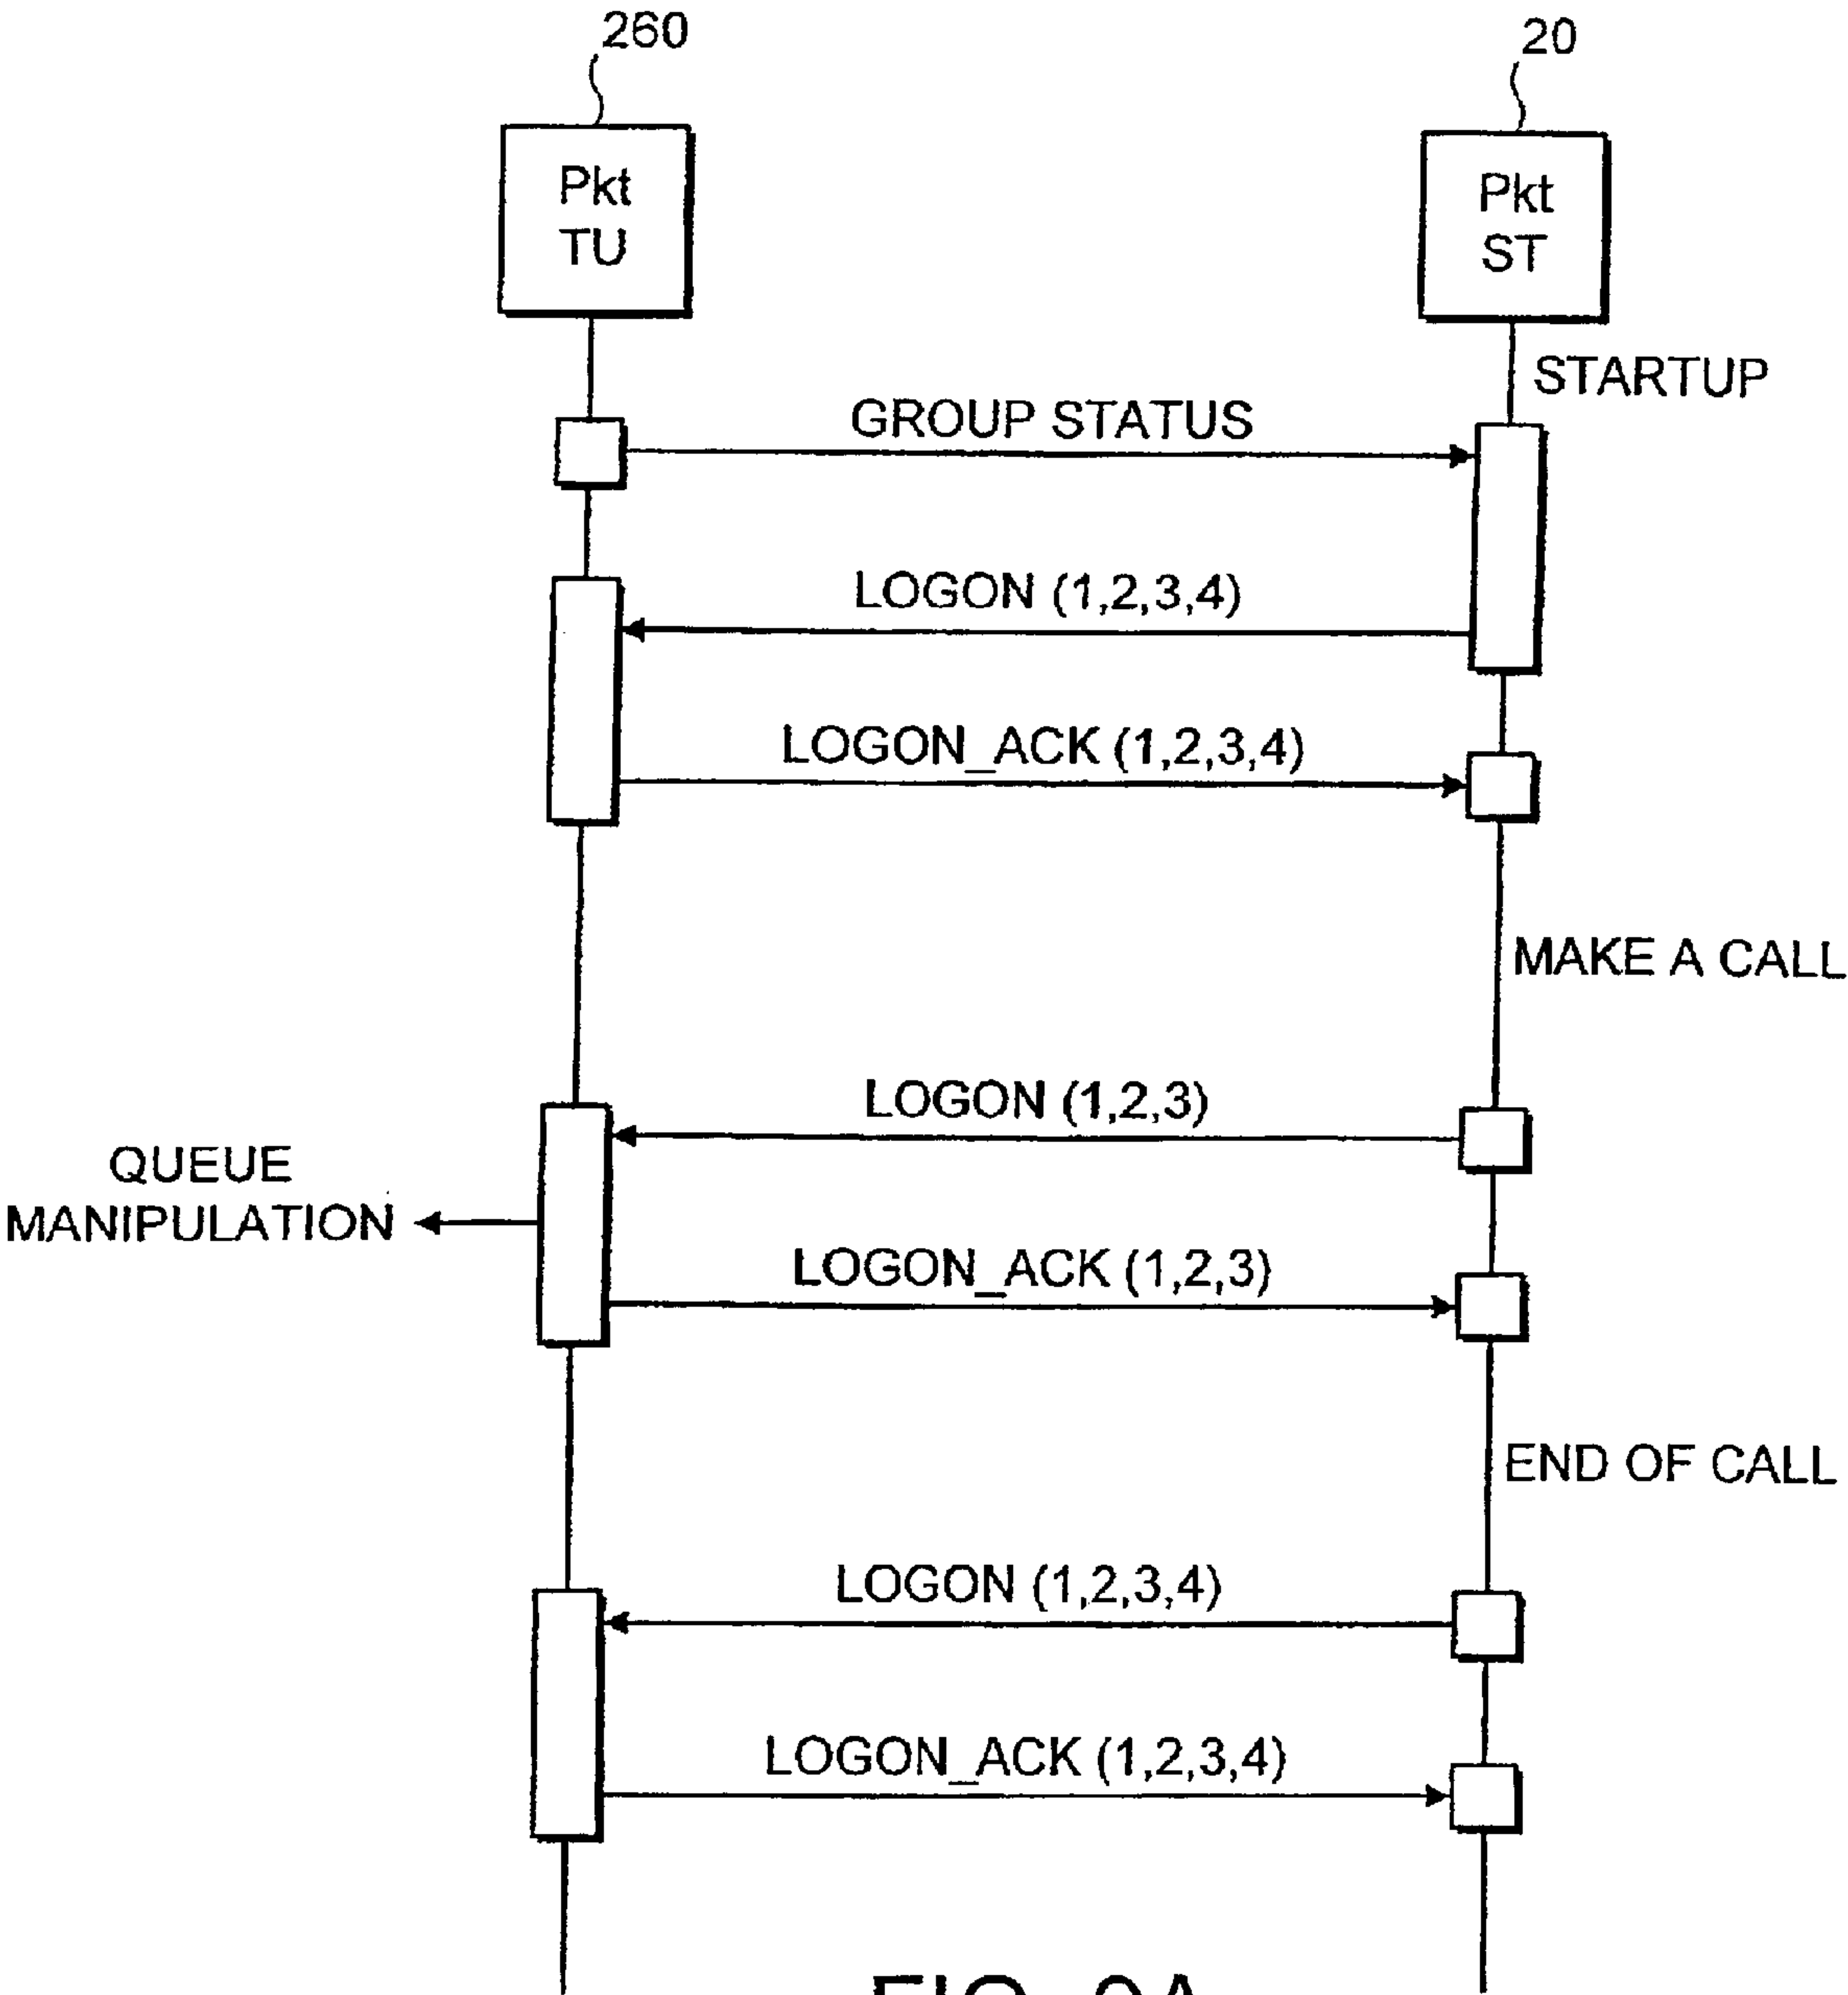 260
20
Pkt
TU
Pkt
ST
STARTUP
GROUP STATUS
LOGON (1,2,3,4)
LOGON_ACK (1,2,3,4)
MAKE A CALL
LOGON (1,2,3)
QUEUE
MANIPULATION
LOGON_ACK (1,2,3)
END OF CALL
LOGON (1,2,3,4)
LOGON_ACK (1,2,3,4)